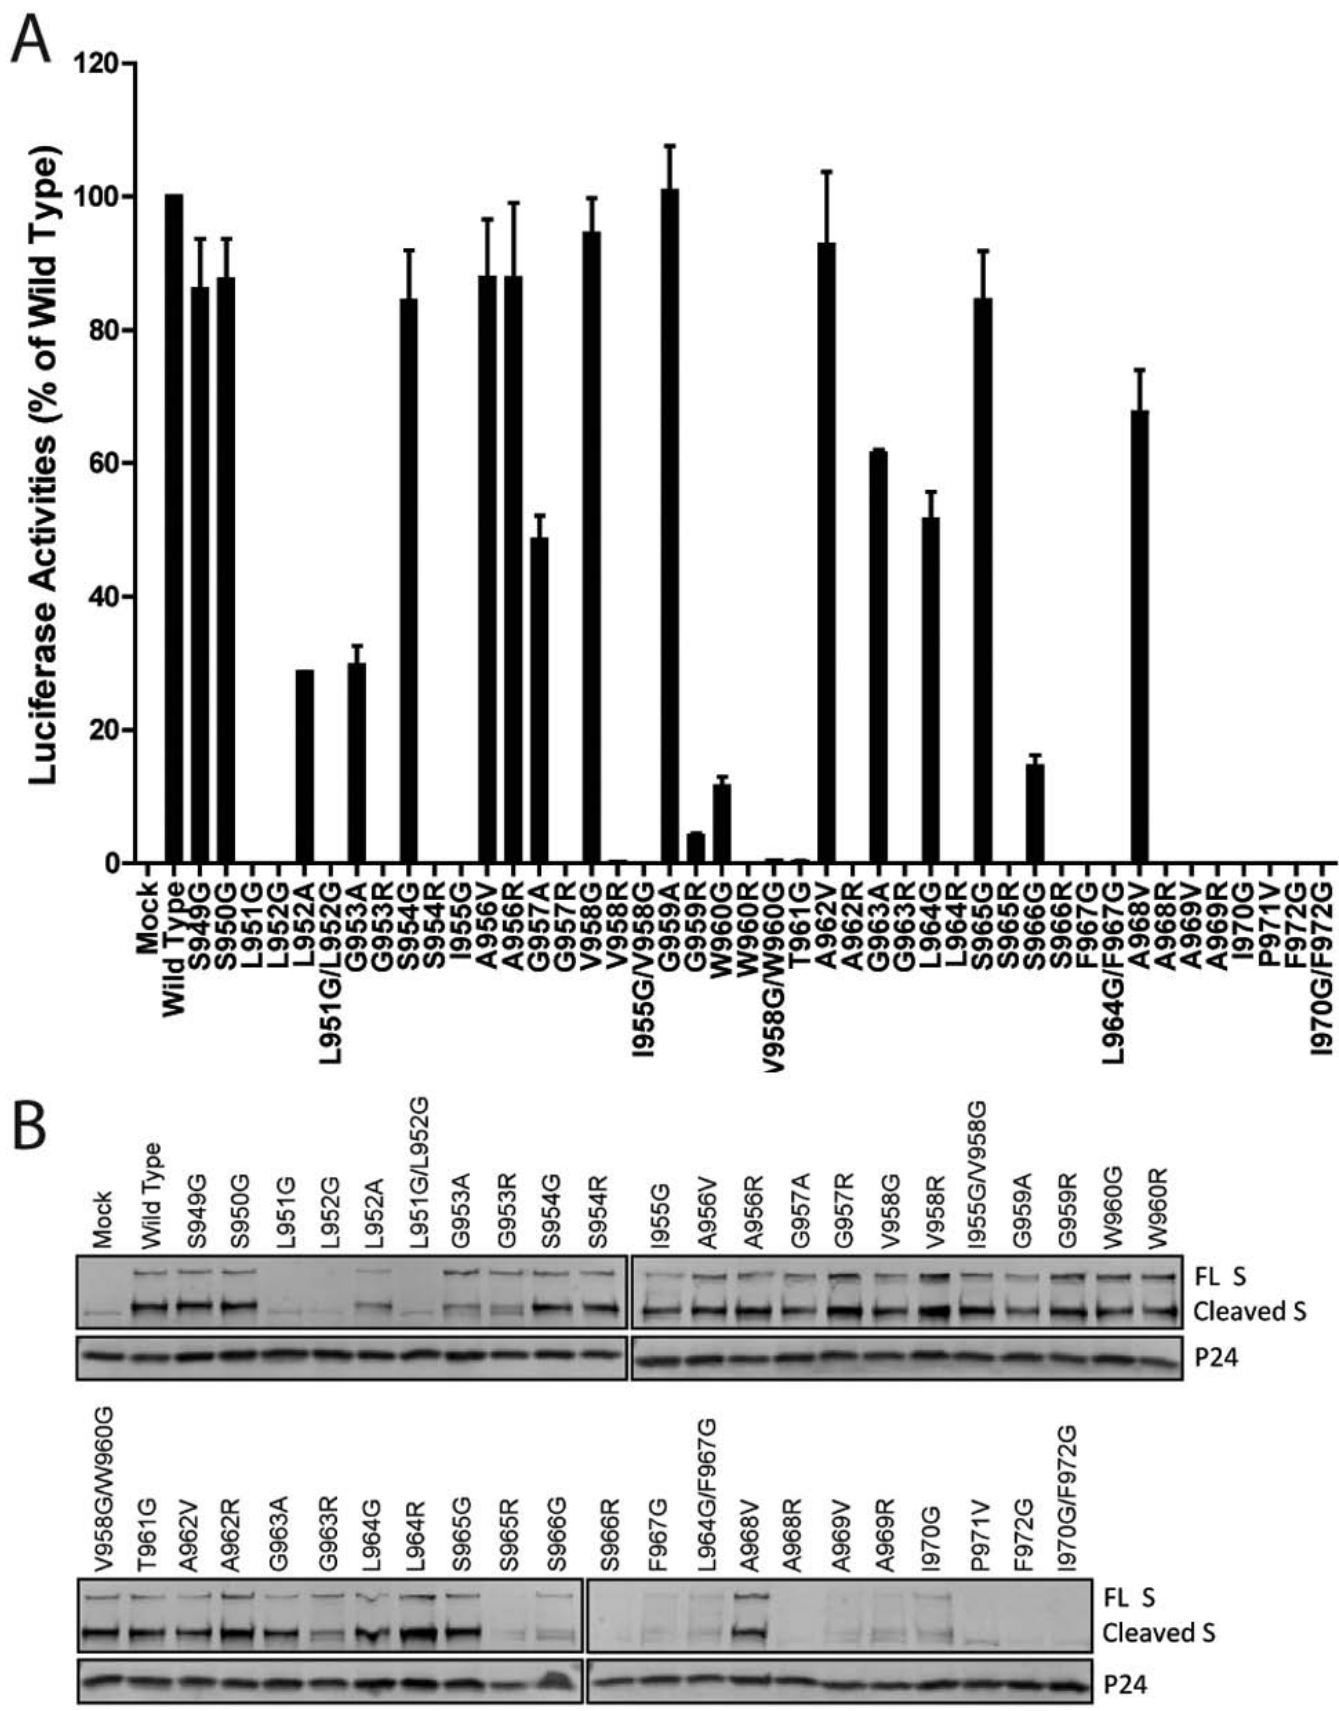 A
Luciferase Activities (% of Wild Type)
120
100
80
60
40
20
0
Mock
Wild Type
S949G
S950G
L951G
L952G
L952A
L951G/L952G
G953A
G953R
S954G
S954R
I955G
A956V
A956R
G957A
G957R
V958G
V958R
I955G/V958G
G959A
G959R
W960G
W960R
V958G/W960G
T961G
A962V
A962R
G963A
G963R
L964G
L964R
S965G
S965R
S966G
S966R
F967G
L964G/F967G
A968V
A968R
A969V
A969R
I970G
P971V
F972G
I970G/F972G
B
Mock
Wild Type
S949G
S950G
L951G
L952G
L952A
L951G/L952G
G953A
G953R
S954G
S954R
I955G
A956V
A956R
G957A
G957R
V958G
V958R
I955G/V958G
G959A
G959R
W960G
W960R
FL S
Cleaved S
P24
V958G/W960G
T961G
A962V
A962R
G963A
G963R
L964G
L964R
S965G
S965R
S966G
S966R
F967G
L964G/F967G
A968V
A968R
A969V
A969R
I970G
P971V
F972G
I970G/F972G
FL S
Cleaved S
P24